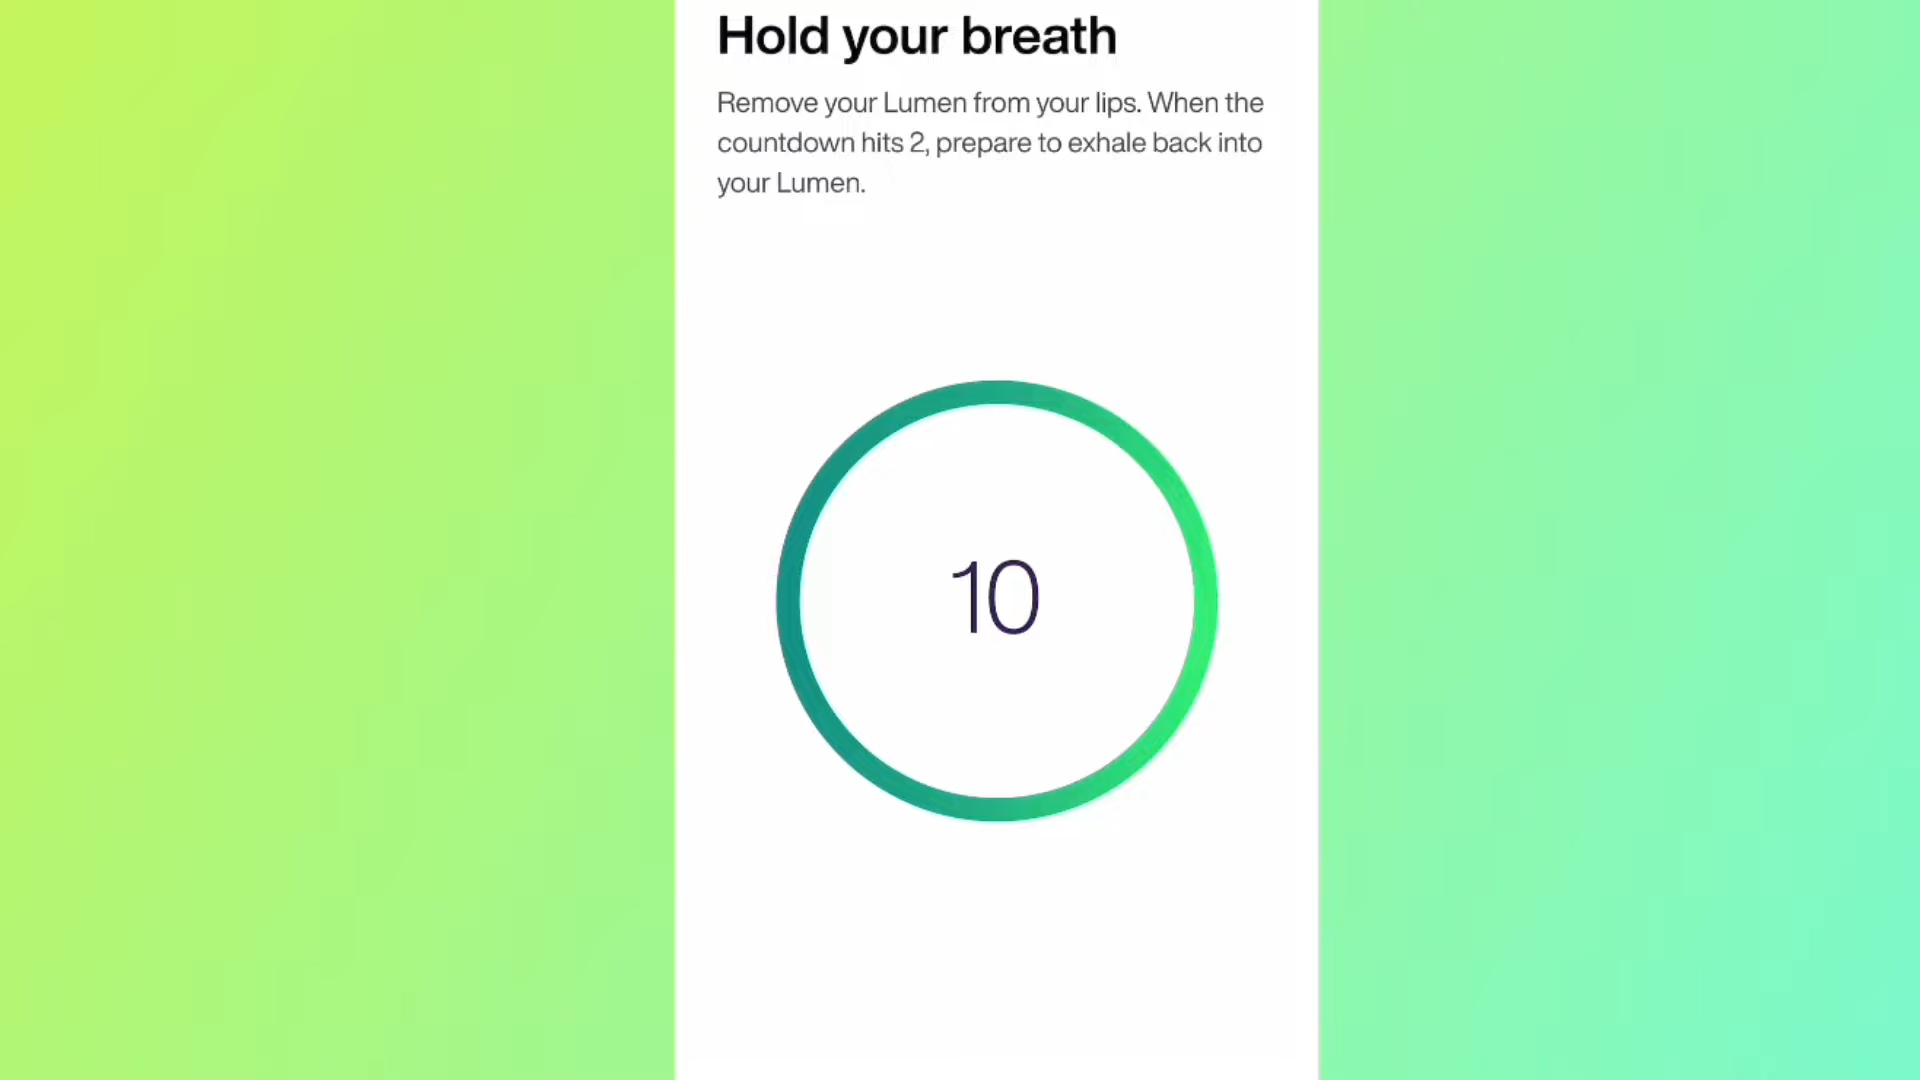 Hold your breath
Remove your Lumen from your lips. When the
countdown hits 2, prepare to exhale back into
your Lumen.
10